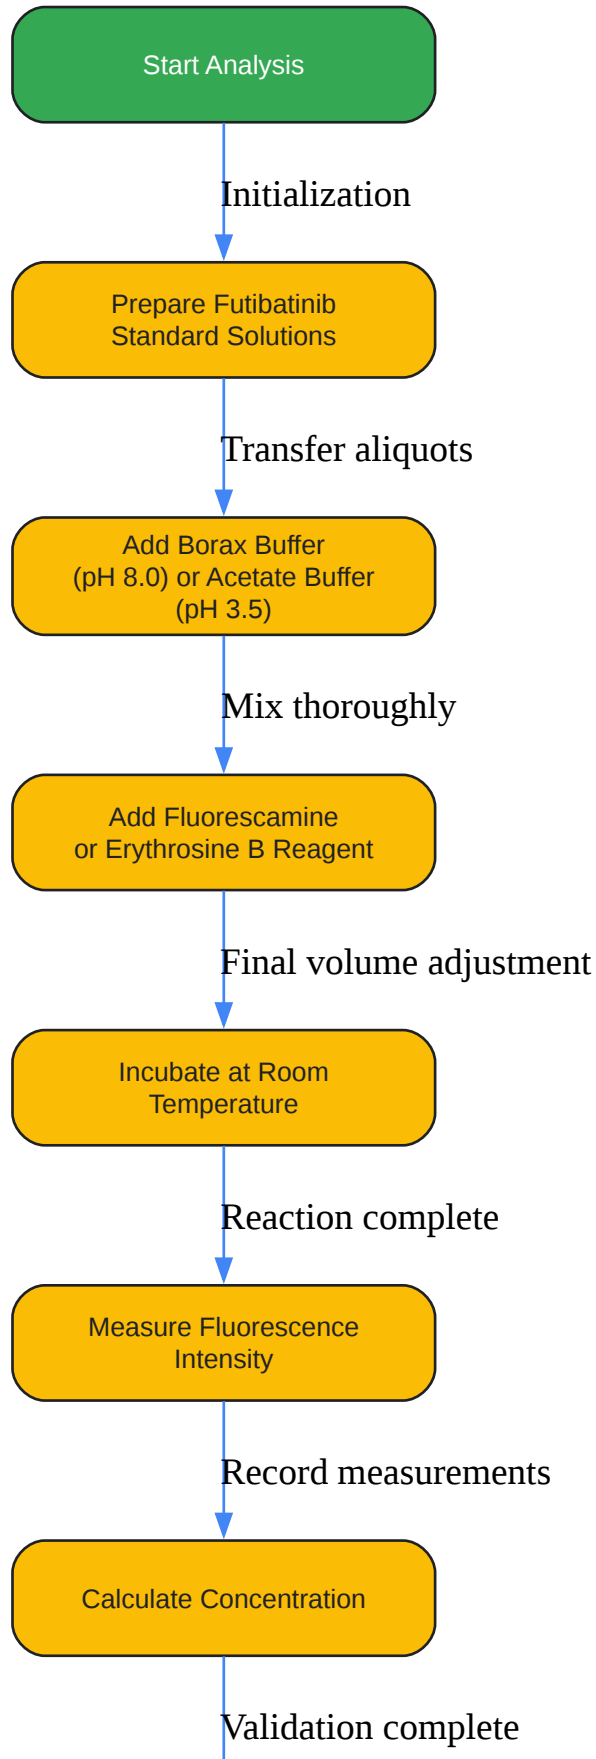 Start Analysis
Initialization
Prepare Futibatinib
Standard Solutions
Transfer aliquots
Add Borax Buffer
(pH 8.0) or Acetate Buffer
(pH 3.5)
Mix thoroughly
Add Fluorescamine
or Erythrosine B Reagent
Final volume adjustment
Incubate at Room
Temperature
Reaction complete
Measure Fluorescence
Intensity
Record measurements
Calculate Concentration
Validation complete